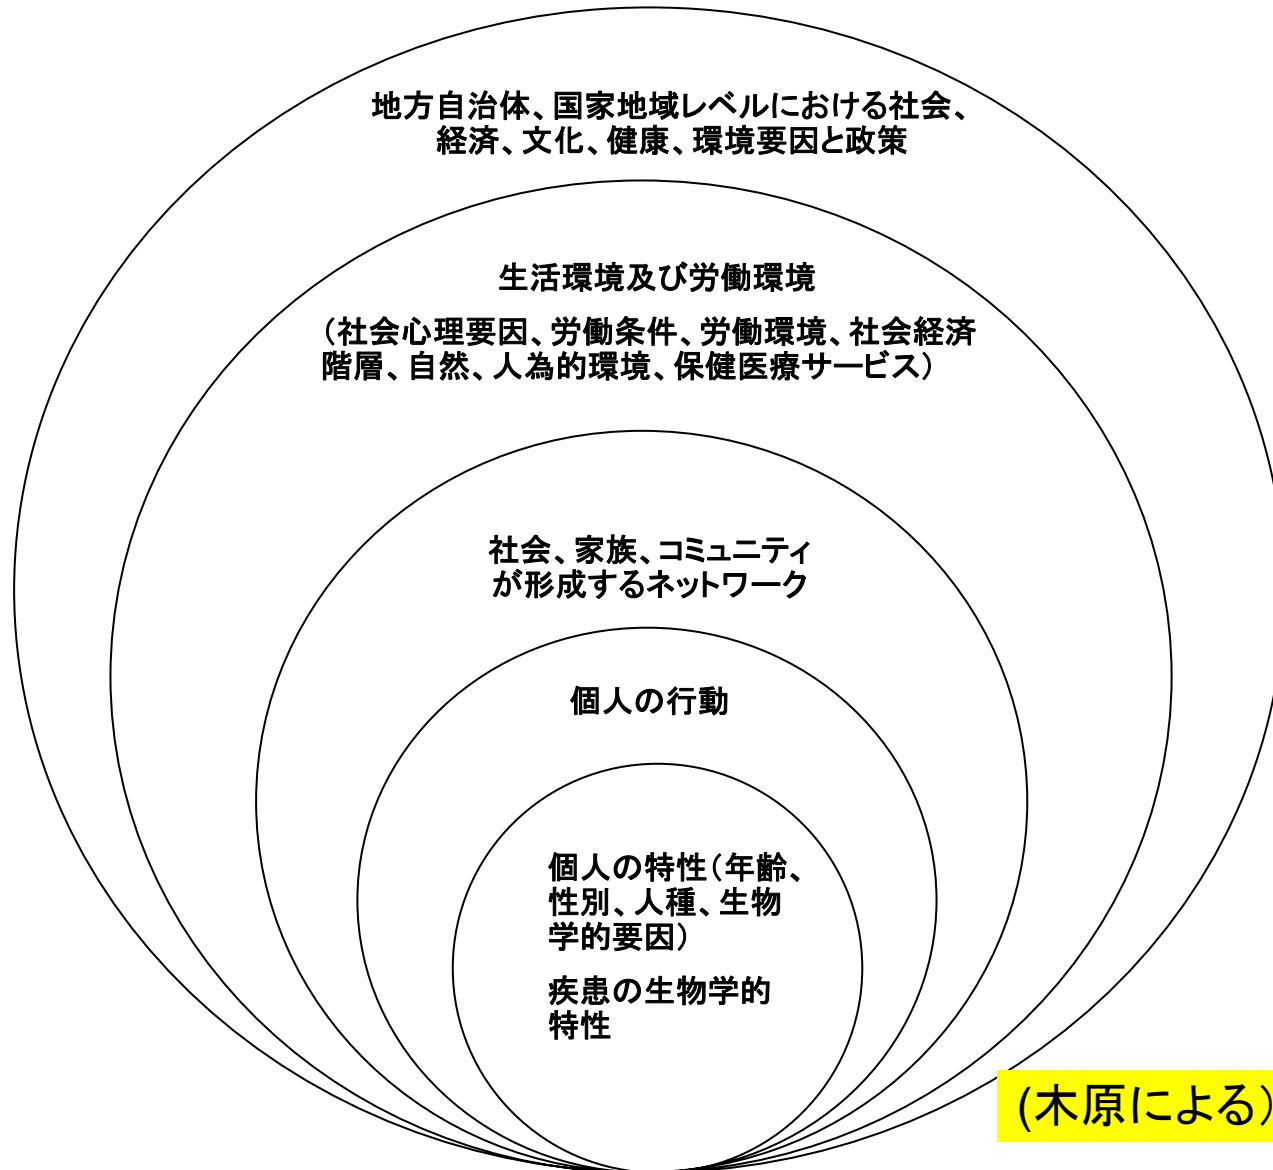 地方自治体、国家地域レベルにおける社会、
経済、文化、健康、環境要因と政策
生活環境及び労働環境
（社会心理要因、労働条件、労働環境、社会経済
階層、自然、人為的環境、保健医療サービス）
社会、家族、コミュニティ
が形成するネットワーク
個人の行動
個人の特性（年齢、
性別、人種、生物
学的要因）
疾患の生物学的
特性
(木原による)